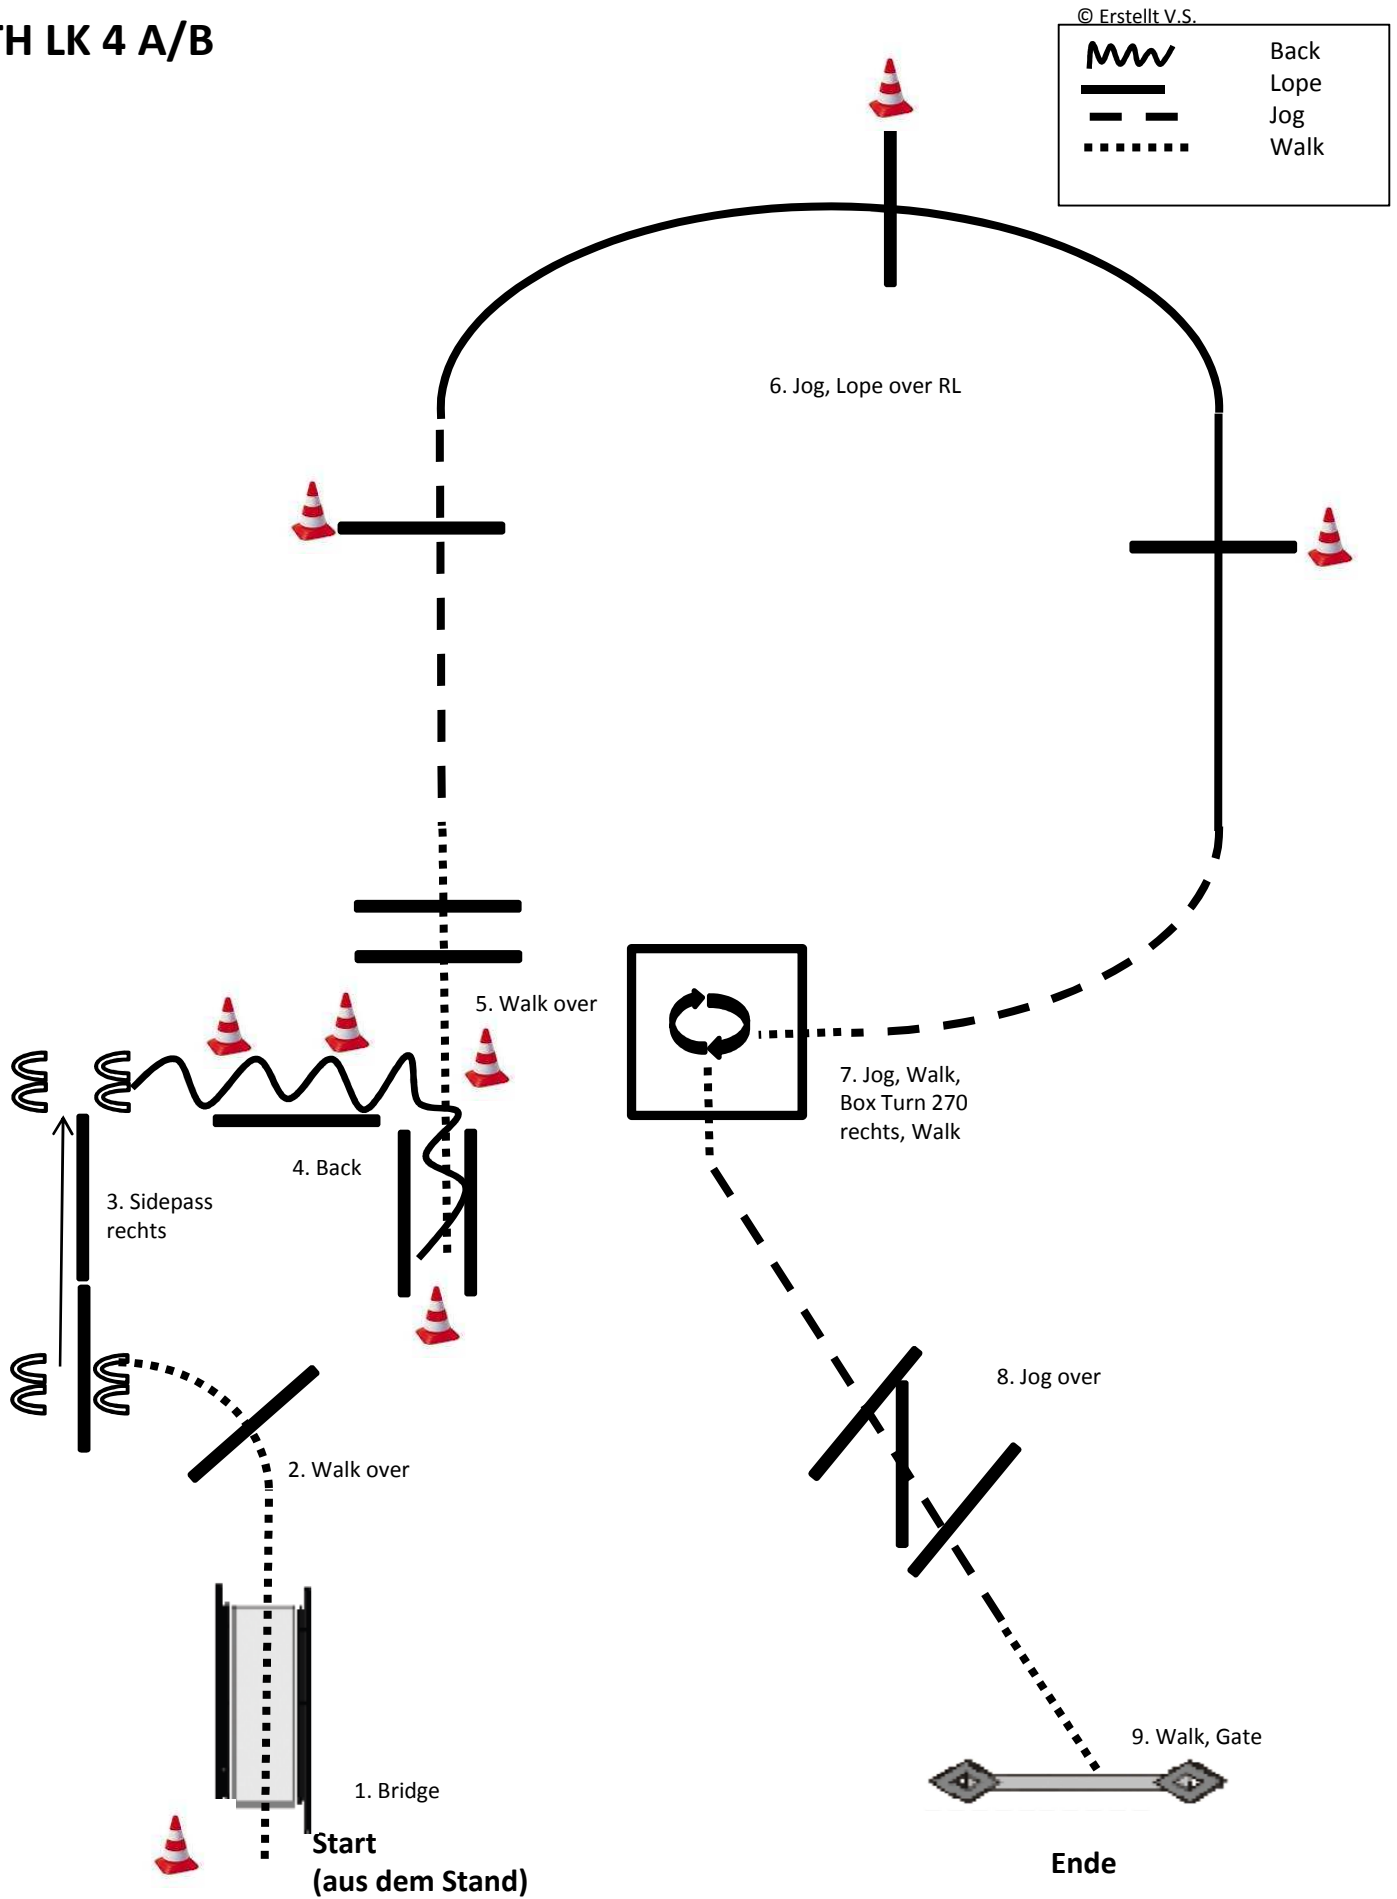 TH LK 4 A/B
© Erstellt V.S.
Back
Lope
Jog
Walk
6. Jog, Lope over RL
5. Walk over
7. Jog, Walk,
Box Turn 270
rechts, Walk
4. Back
3. Sidepass
rechts
8. Jog over
2. Walk over
9. Walk, Gate
1. Bridge
Start
(aus dem Stand)
Ende